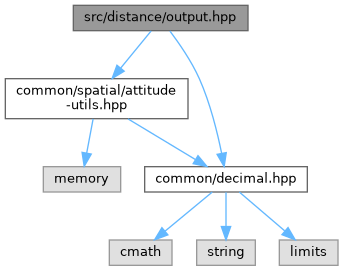 src/distance/output.hpp
common/spatial/attitude
-utils.hpp
memory
common/decimal.hpp
cmath
string
limits